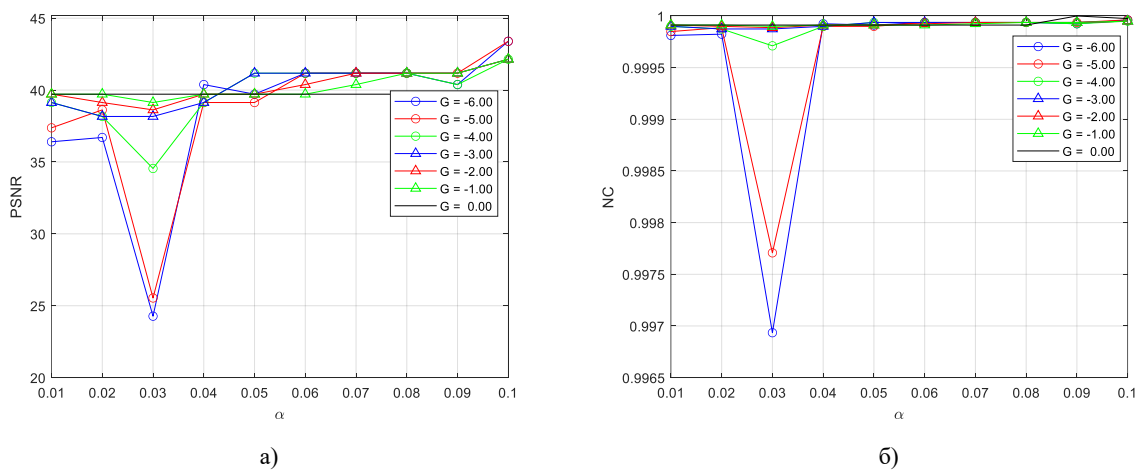 45
40
35
30
25
20
PSNR
0.01 0.02 0.03 0.04 0.05 0.06 0.07 0.08 0.09 0.1
α
G = -6.00
G = -5.00
G = -4.00
G = -3.00
G = -2.00
G = -1.00
G = 0.00
а)
1
0.9995
0.999
0.9985
0.998
0.9975
0.997
0.9965
NC
0.01 0.02 0.03 0.04 0.05 0.06 0.07 0.08 0.09 0.1
α
G = -6.00
G = -5.00
G = -4.00
G = -3.00
G = -2.00
G = -1.00
G = 0.00
б)